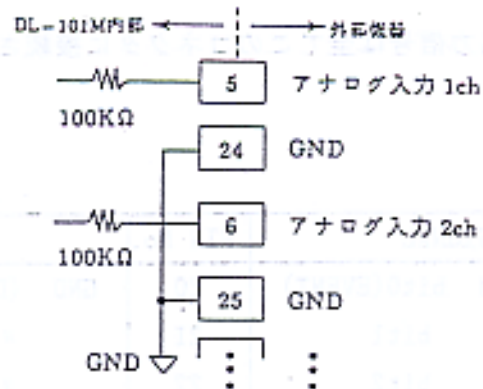 DL-101M内部 外部機器
5 アナログ入力 1ch
100KΩ
24 GND
6 アナログ入力 2ch
100KΩ
25 GND
GND